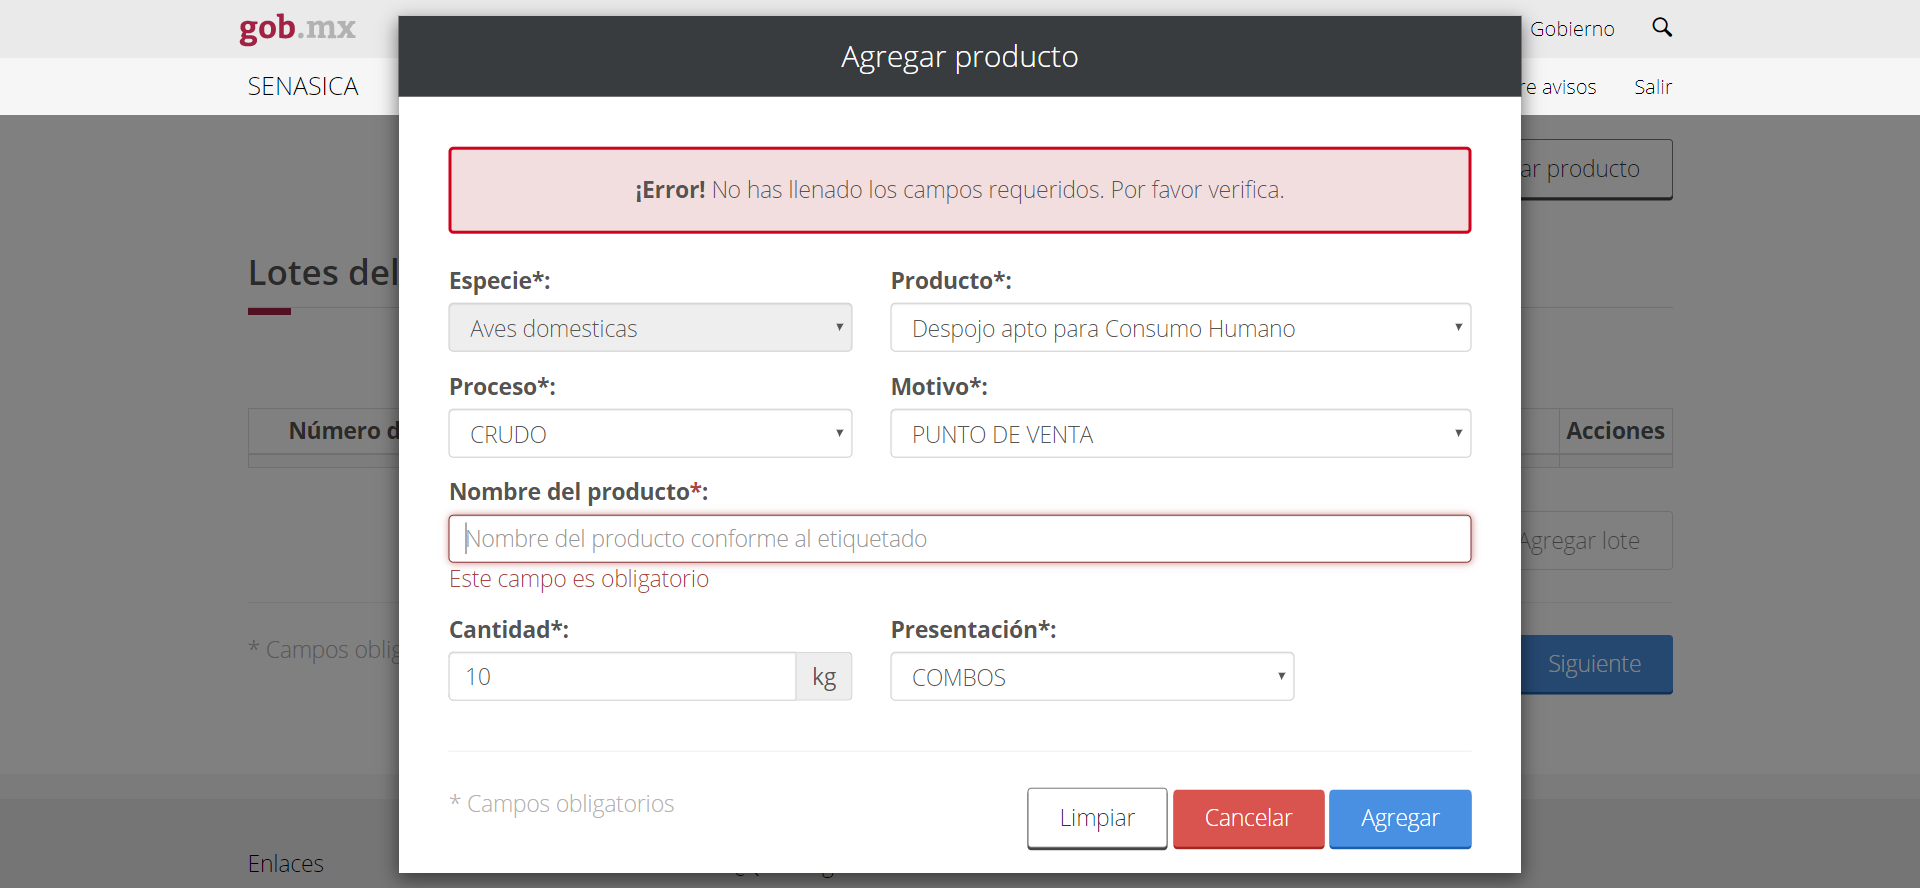 gob.mx
Gobierno
SENASICA
re avisos
Salir
Agregar producto
ar producto
¡Error! No has llenado los campos requeridos. Por favor verifica.
Lotes del
Especie*:
Producto*:
Aves domesticas
Despojo apto para Consumo Humano
Proceso*:
Motivo*:
CRUDO
PUNTO DE VENTA
Número d
Acciones
Nombre del producto*:
Nombre del producto conforme al etiquetado
Este campo es obligatorio
Agregar lote
Cantidad*:
Presentación*:
10
kg
COMBOS
* Campos oblig
Siguiente
* Campos obligatorios
Limpiar
Cancelar
Agregar
Enlaces